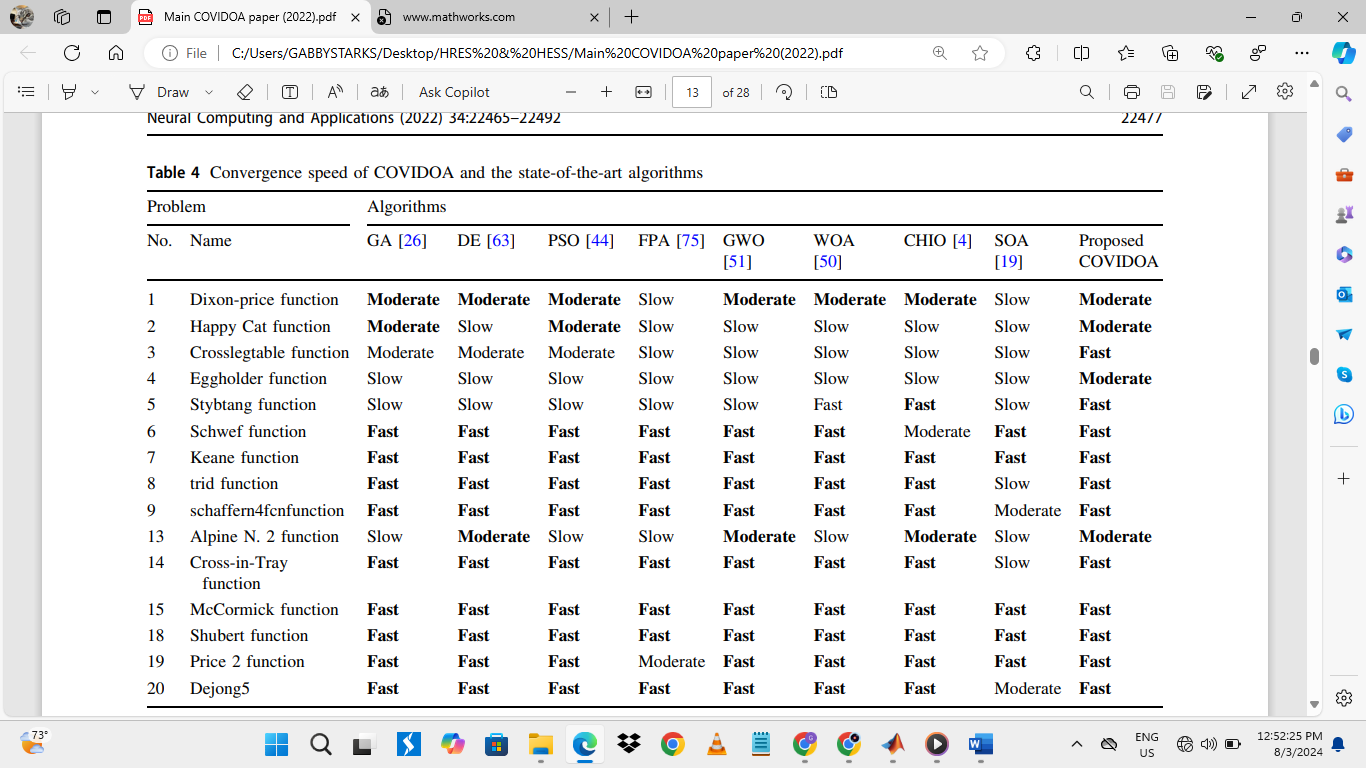 Main COVIDOA paper (2022).pdf
www.mathworks.com
File C:/Users/GABBYSTARKS/Desktop/HRES%20&%20HESS/Main%20COVIDOA%20paper%20(2022).pdf
Draw Ask Copilot 13 of 28
Neural Computing and Applications (2022) 34:22465–22492 22477
Table 4 Convergence speed of COVIDOA and the state-of-the-art algorithms
Problem Algorithms
No. Name GA [26] DE [63] PSO [44] FPA [75] GWO WOA CHIO [4] SOA Proposed
[51] [50] [19] COVIDOA
1 Dixon-price function Moderate Moderate Moderate Slow Moderate Moderate Moderate Slow Moderate
2 Happy Cat function Moderate Slow Moderate Slow Slow Slow Slow Slow Moderate
3 Crosslegtable function Moderate Moderate Moderate Slow Slow Slow Slow Slow Fast
4 Eggholder function Slow Slow Slow Slow Slow Slow Slow Slow Moderate
5 Stybtang function Slow Slow Slow Slow Slow Fast Fast Slow Fast
6 Schwef function Fast Fast Fast Fast Fast Fast Moderate Fast Fast
7 Keane function Fast Fast Fast Fast Fast Fast Fast Fast Fast
8 trid function Fast Fast Fast Fast Fast Fast Fast Slow Fast
9 schaffern4fcnfunction Fast Fast Fast Fast Fast Fast Fast Moderate Fast
13 Alpine N. 2 function Slow Moderate Slow Slow Moderate Slow Moderate Slow Moderate
14 Cross-in-Tray Fast Fast Fast Fast Fast Fast Fast Slow Fast
function
15 McCormick function Fast Fast Fast Fast Fast Fast Fast Fast Fast
18 Shubert function Fast Fast Fast Fast Fast Fast Fast Fast Fast
19 Price 2 function Fast Fast Fast Moderate Fast Fast Fast Fast Fast
20 Dejong5 Fast Fast Fast Fast Fast Fast Fast Moderate Fast
73°
ENG
US
12:52:25 PM
8/3/2024